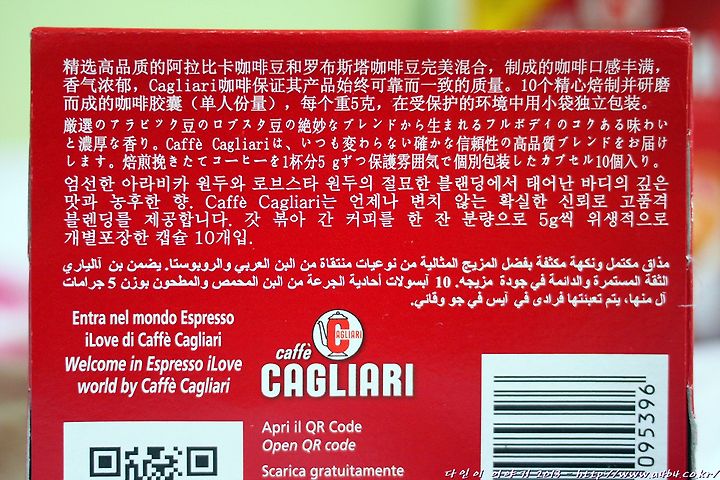 精选高品质的阿拉比卡咖啡豆和罗布斯塔咖啡豆完美混合，制成的咖啡口感丰满，
香气浓郁，Cagliari咖啡保证其产品始终可靠而一致的质量。10个精心焙制并研磨
而成的咖啡胶囊（单人份量），每个重5克，在受保护的环境中用小袋独立包装。
厳選のアラビック豆のロブスタ豆の絶妙なブレンドから生まれるフルボディのコクある味わい
と濃厚な香り。Caffè Cagliariは、いつも変わらない確かな信頼性の高品質ブレンドをお届け
します。焙煎挽きたてコーヒーを1杯分5 gずつ保護雰囲気で個別包装したカプセル10個入り。
엄선한 아라비카 원두와 로브스타 원두의 절묘한 블랜딩에서 태어난 바디의 깊은
맛과 농후한 향. Caffè Cagliari는 언제나 변치 않는 확실한 신뢰로 고품격
블렌딩을 제공합니다. 갓 볶아 간 커피를 한 잔 분량으로 5g씩 위생적으로
개별포장한 캡슐 10개입.
مذاق مكتمل ونكهة مكثفة بفضل المزيج المثالية من نوعيات منتقاة من البن العربي والروبوستا. يضمن بن آلالياري
الثقة المستمرة والدائمة في جودة مزيجه. 10 آبسولات أحادية الجرعة من البن المحمص والمطحون بوزن 5 جرامات
آل منها، يتم تعبئتها فرادى في آيس في جو وقائي.
Entra nel mondo Espresso
iLove di Caffè Cagliari
Welcome in Espresso iLove
world by Caffè Cagliari
CAGLIARI
caffè
CAGLIARI
Apri il QR Code
Open QR code
Scarica gratuitamente
095396
다인이 이야기 2013 http://www.u4b4.co.kr/